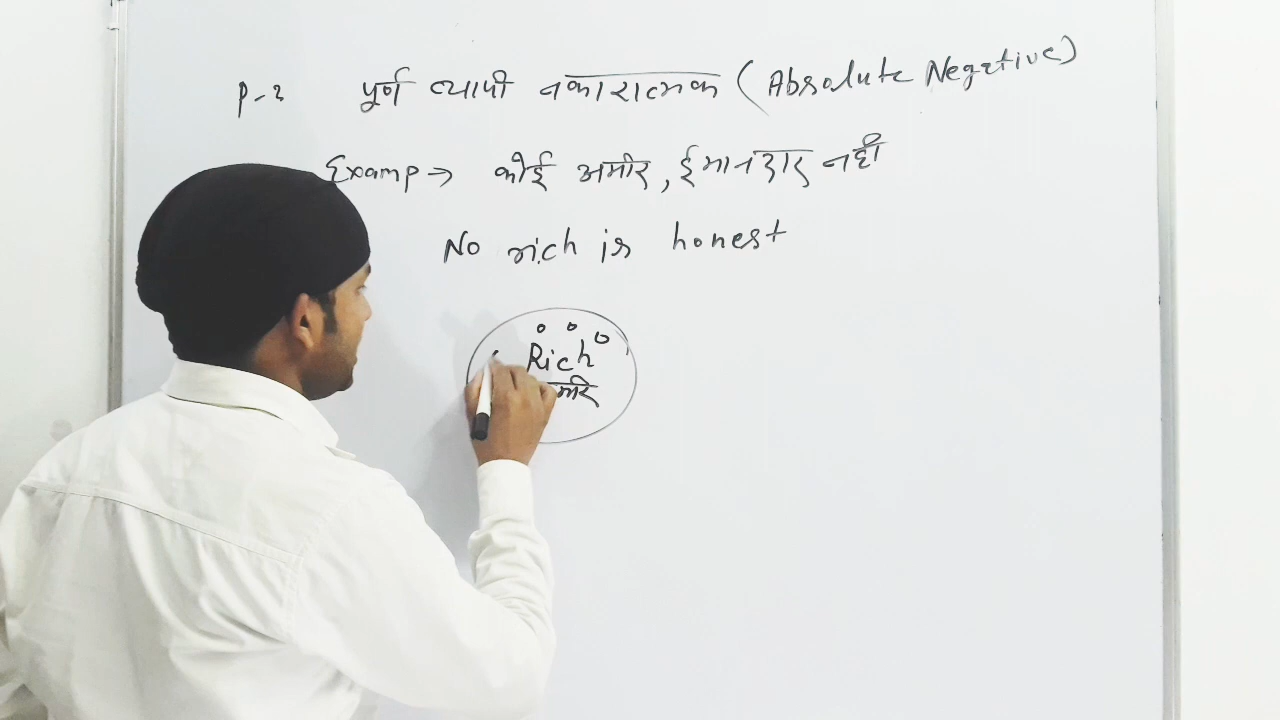 P-2 पूर्ण व्यापी नकारात्मक (Absolute Negative)
Examp → कोई अमीर, ईमानदार नही
No rich is honest
Rich